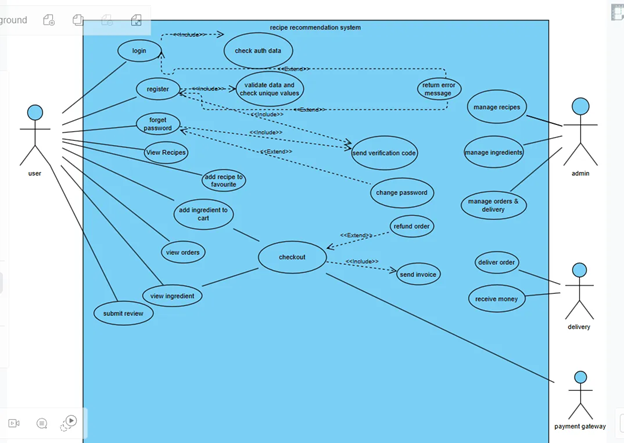 ground
recipe recommendation system
<<Include>>
login
check auth data
<<Extend>>
register
<<Include>>
validate data and
check unique values
return error
message
<<Extend>>
<<Include>>
manage recipes
forget
password
<<Include>>
View Recipes
<<Extend>>
send verification code
manage ingredients
user
admin
add recipe to
favourite
change password
manage orders &
delivery
add ingredient to
cart
refund order
<<Extend>>
view orders
checkout
<<Include>>
send invoice
deliver order
view ingredient
receive money
submit review
delivery
payment gateway